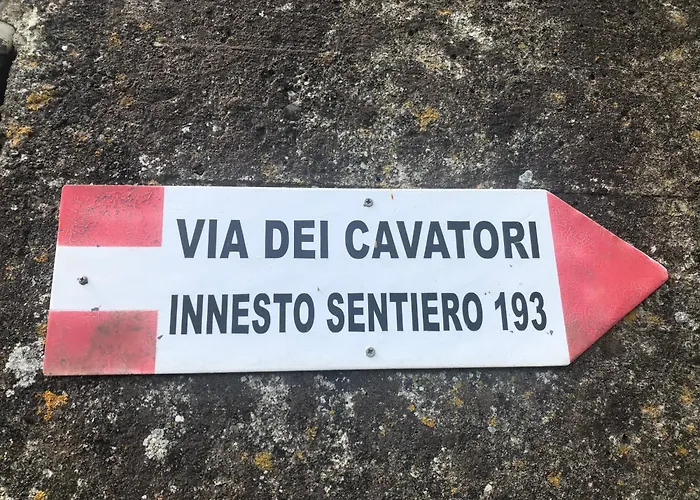 VIA DEI CAVATORI
INNESTO SENTIERO 193